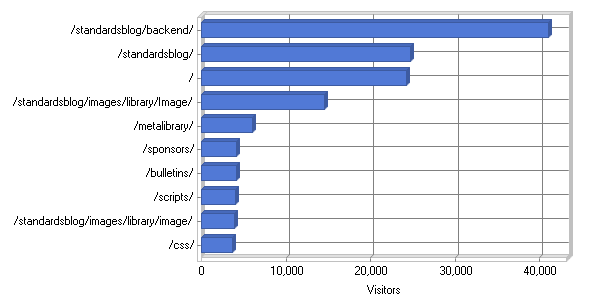 /standardsblog/backend/
/standardsblog/
/
/standardsblog/images/library/Image/
/metalibrary/
/sponsors/
/bulletins/
/scripts/
/standardsblog/images/library/image/
/css/
0 10,000 20,000 30,000 40,000
Visitors